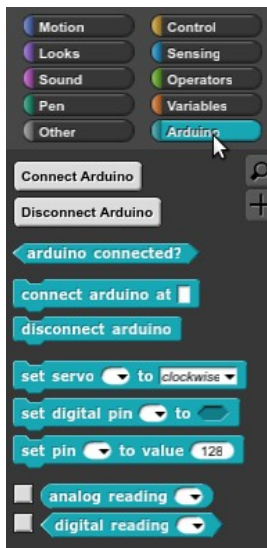 Motion Control
Looks Sensing
Sound Operators
Pen Variables
Other Arduino
Connect Arduino
Disconnect Arduino
arduino connected?
connect arduino at
disconnect arduino
set servo to clockwise
set digital pin to
set pin to value 128
analog reading
digital reading